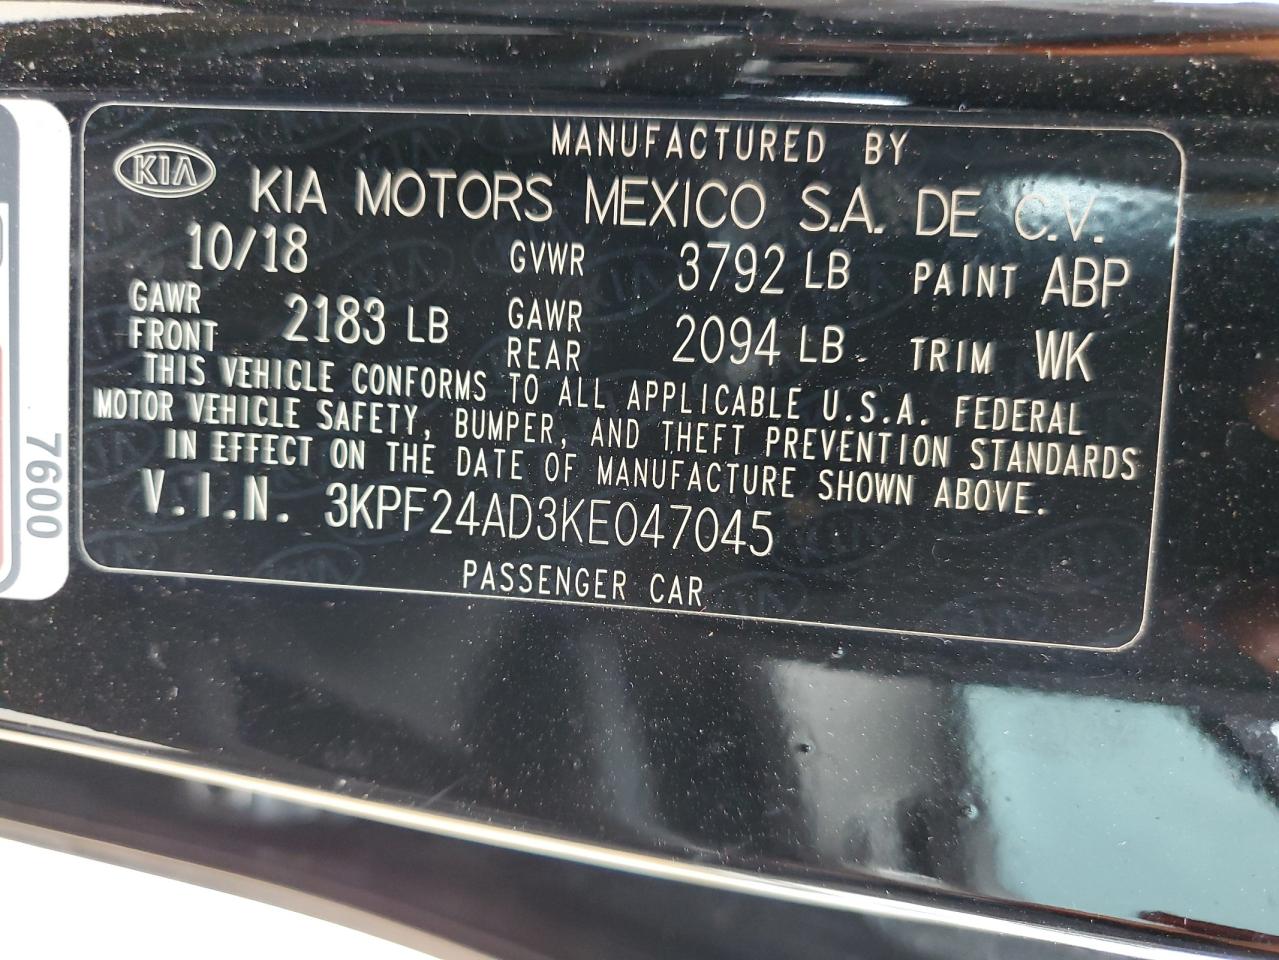 MANUFACTURED BY
KIA KIA MOTORS MEXICO S.A. DE C.V.
10/18 GVWR 3792 LB PAINT ABP
GAWR FRONT 2183 LB GAWR REAR 2094 LB TRIM WK
THIS VEHICLE CONFORMS TO ALL APPLICABLE U.S.A. FEDERAL
MOTOR VEHICLE SAFETY, BUMPER, AND THEFT PREVENTION STANDARDS
IN EFFECT ON THE DATE OF MANUFACTURE SHOWN ABOVE.
V.I.N. 3KPF24AD3KE047045
PASSENGER CAR
7600